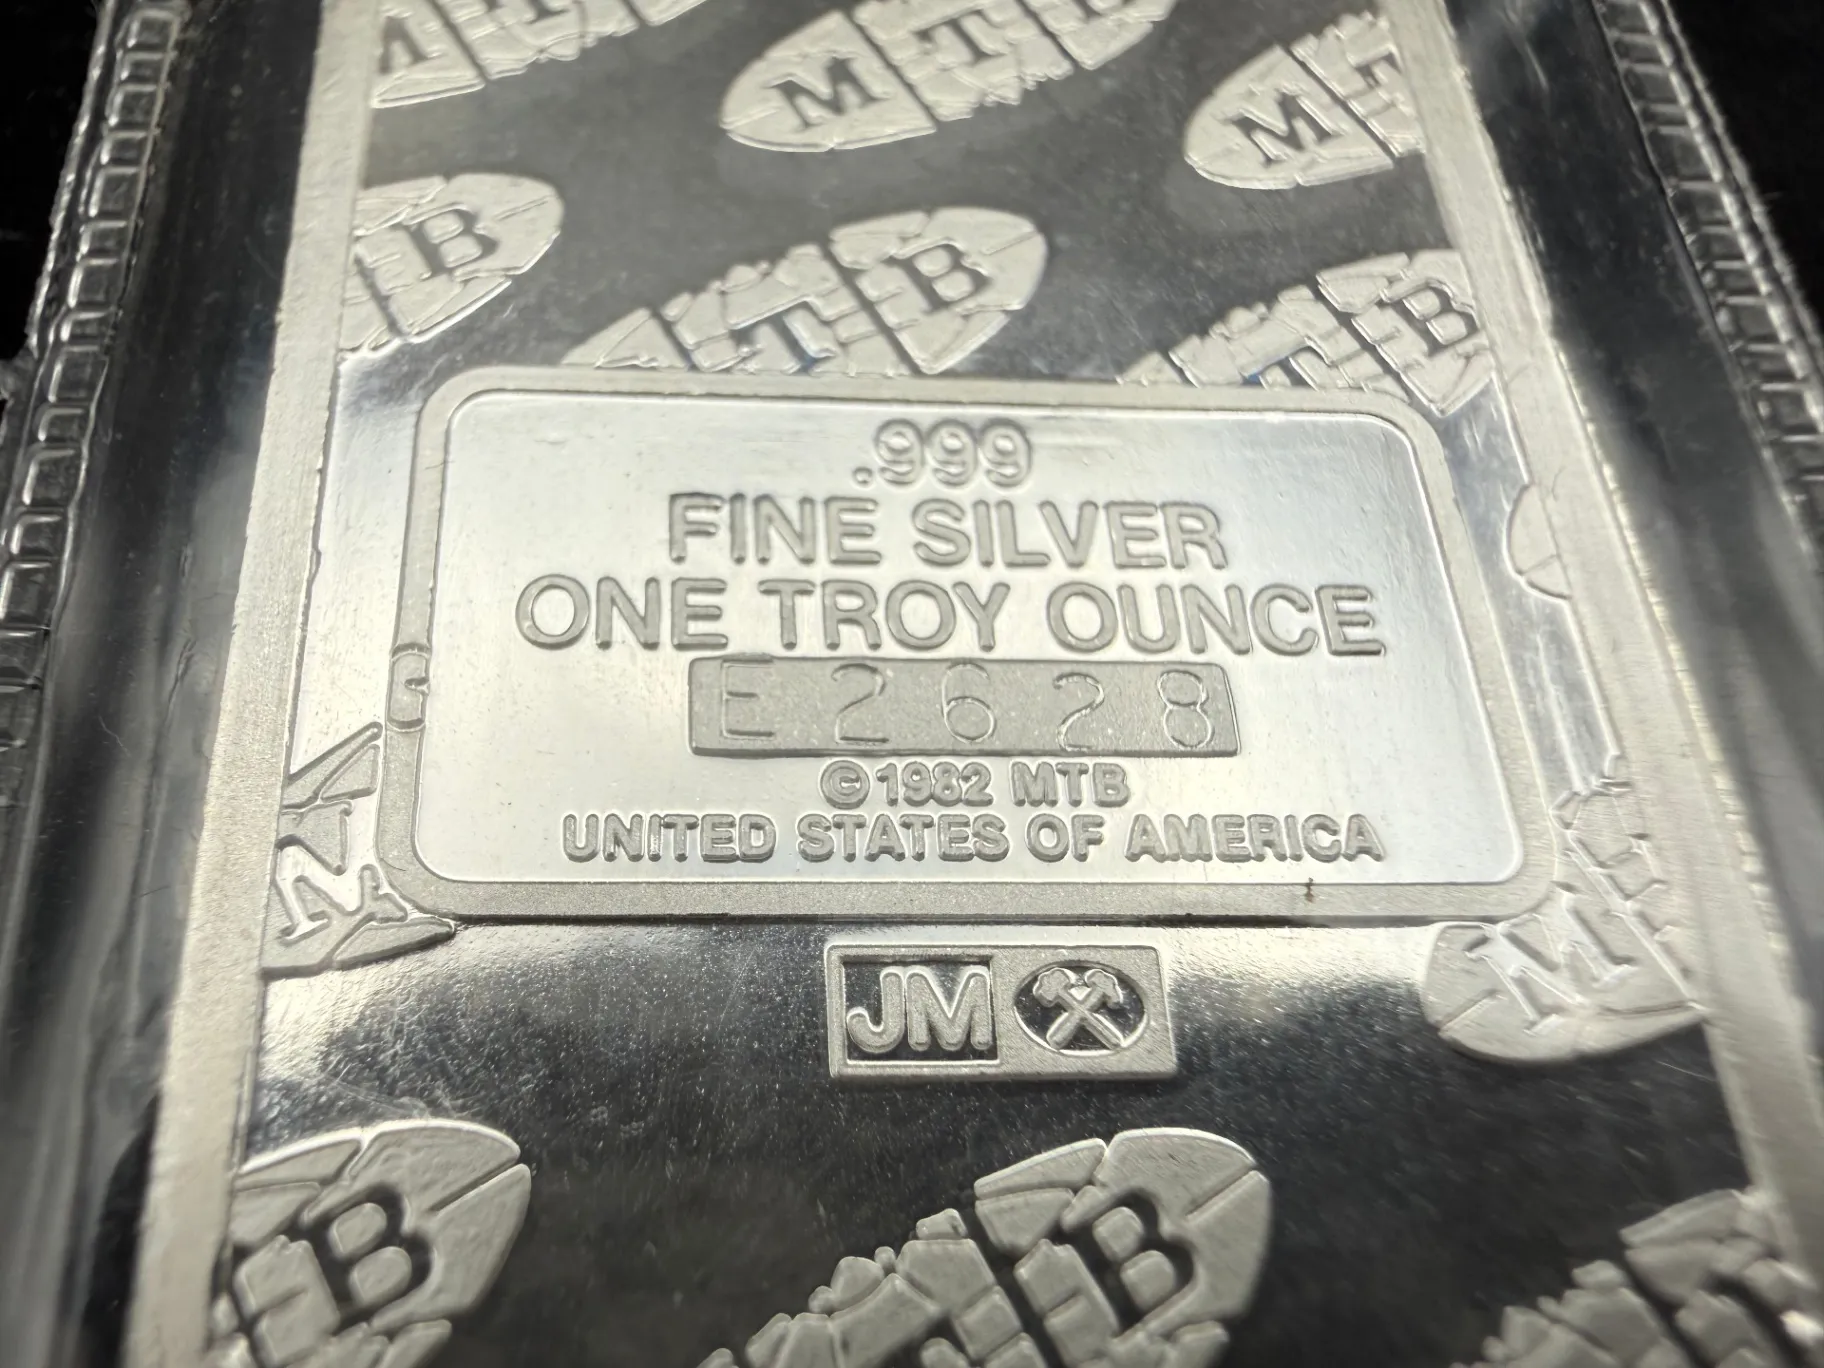 M T
M T B
M T
B
T B
T B
.999
FINE SILVER
ONE TROY OUNCE
E2628
©1982 MTB
UNITED STATES OF AMERICA
M
M
JM
B
B